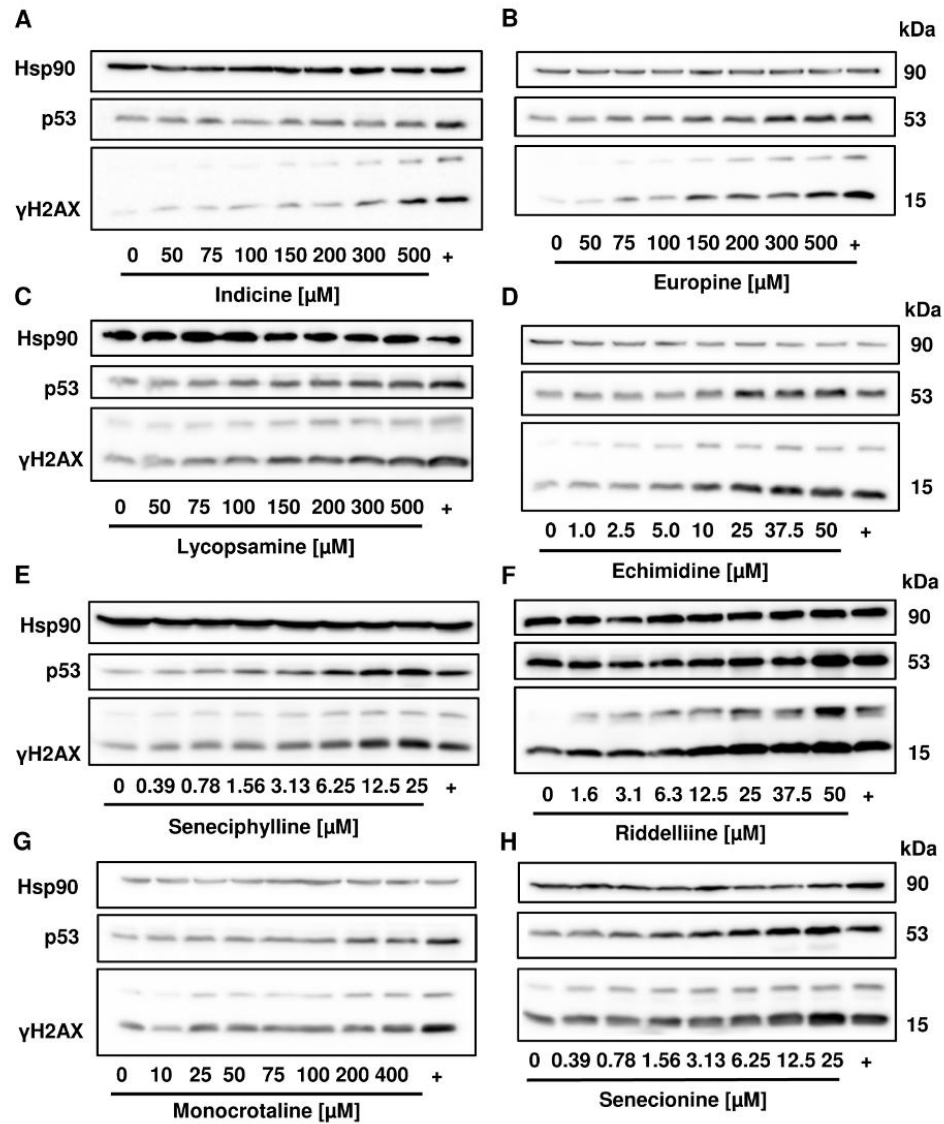 A
B
kDa
Hsp90
90
p53
53
γH2AX
15
0 50 75 100 150 200 300 500 +
Indicine [µM]
0 50 75 100 150 200 300 500 +
Europine [µM]
C
D
kDa
Hsp90
90
p53
53
γH2AX
15
0 50 75 100 150 200 300 500 +
Lycopsamine [µM]
0 1.0 2.5 5.0 10 25 37.5 50 +
Echimidine [µM]
E
F
kDa
Hsp90
90
p53
53
γH2AX
15
0 0.39 0.78 1.56 3.13 6.25 12.5 25 +
Seneciphylline [µM]
0 1.6 3.1 6.3 12.5 25 37.5 50 +
Riddelliine [µM]
G
H
kDa
Hsp90
90
p53
53
γH2AX
15
0 10 25 50 75 100 200 400 +
Monocrotaline [µM]
0 0.39 0.78 1.56 3.13 6.25 12.5 25 +
Senecionine [µM]